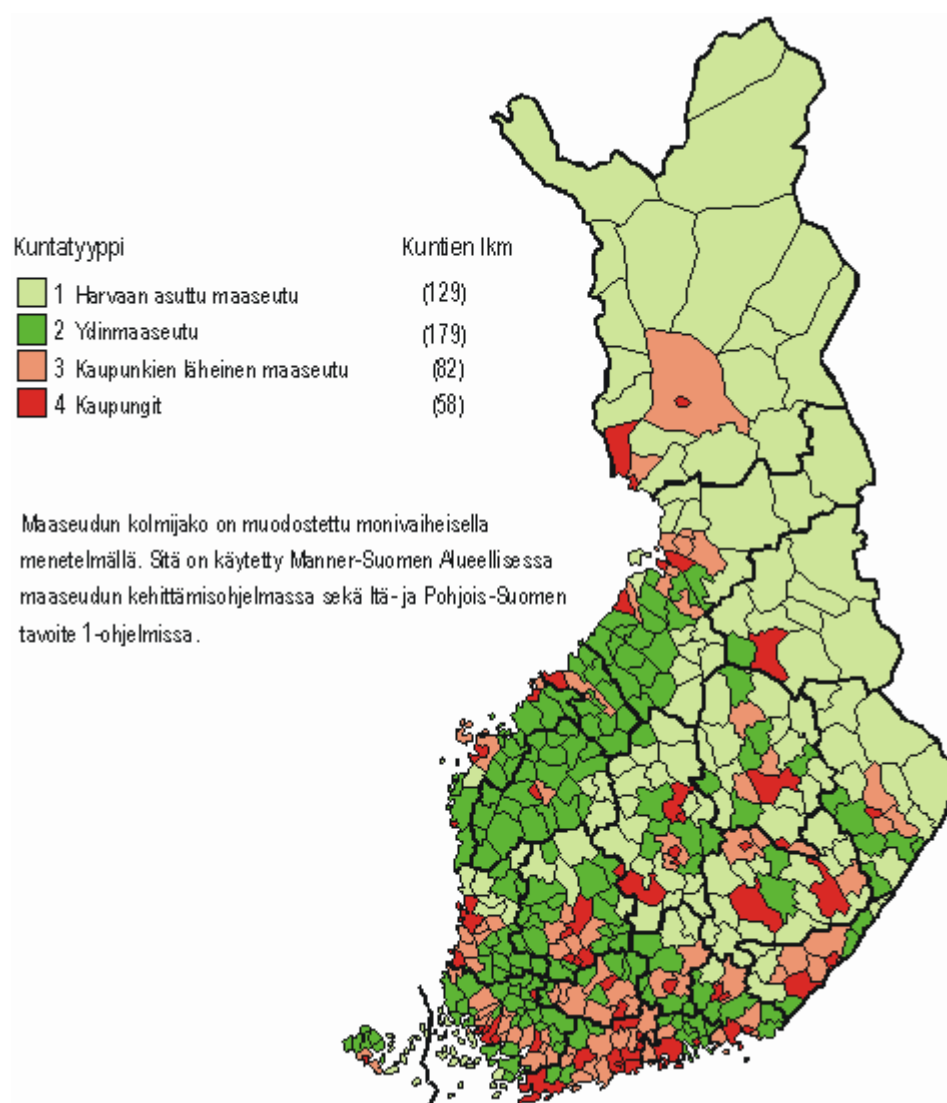 Kuntatyyppi Kuntien lkm
1 Harvaan asuttu maaseutu (129)
2 Ydinmaaseutu (179)
3 Kaupunkien läheinen maaseutu (82)
4 Kaupungit (58)
Maaseudun kolmijako on muodostettu monivaiheisella
menetelmällä. Sitä on käytetty Manner-Suomen Alueellisessa
maaseudun kehittämisohjelmassa sekä Itä- ja Pohjois-Suomen
tavoite 1-ohjelmissa.